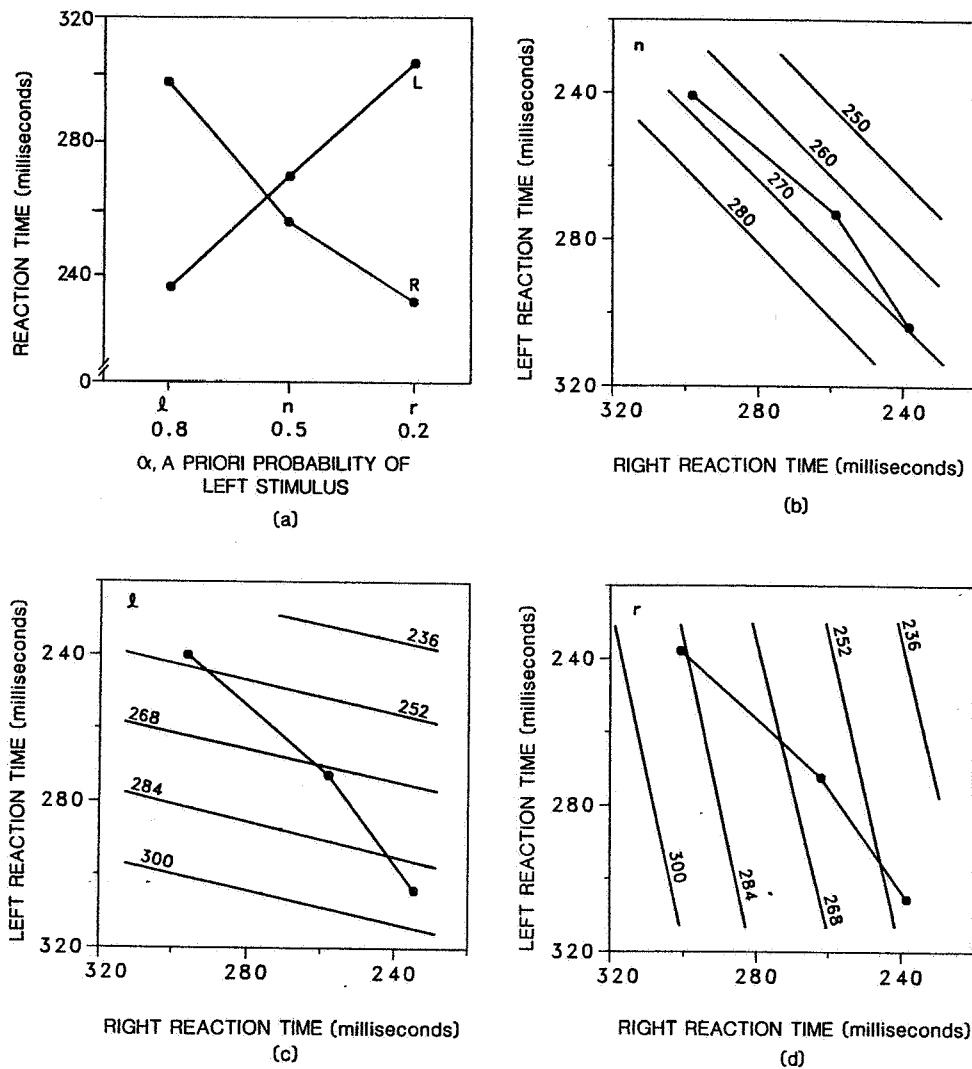 320
280
240
0
REACTION TIME (milliseconds)
L
R
ℓ n r
0.8 0.5 0.2
α, A PRIORI PROBABILITY OF
LEFT STIMULUS
(a)
n
240
280
320
LEFT REACTION TIME (milliseconds)
250
260
270
280
320 280 240
RIGHT REACTION TIME (milliseconds)
(b)
ℓ
240
280
320
LEFT REACTION TIME (milliseconds)
236
252
268
284
300
320 280 240
RIGHT REACTION TIME (milliseconds)
(c)
r
240
280
320
LEFT REACTION TIME (milliseconds)
236
252
268
284
300
320 280 240
RIGHT REACTION TIME (milliseconds)
(d)